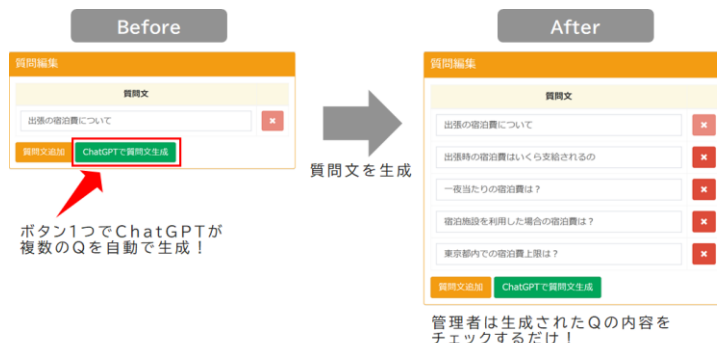 Before
質問編集
質問文
出張の宿泊費について
質問文追加
ChatGPTで質問文生成
ボタン1つでChatGPTが
複数のQを自動で生成！
質問文を生成
After
質問編集
質問文
出張の宿泊費について
出張時の宿泊費はいくら支給されるの
一夜当たりの宿泊費は？
宿泊施設を利用した場合の宿泊費は？
東京都内での宿泊費上限は？
質問文追加
ChatGPTで質問文生成
管理者は生成されたQの内容を
チェックするだけ！